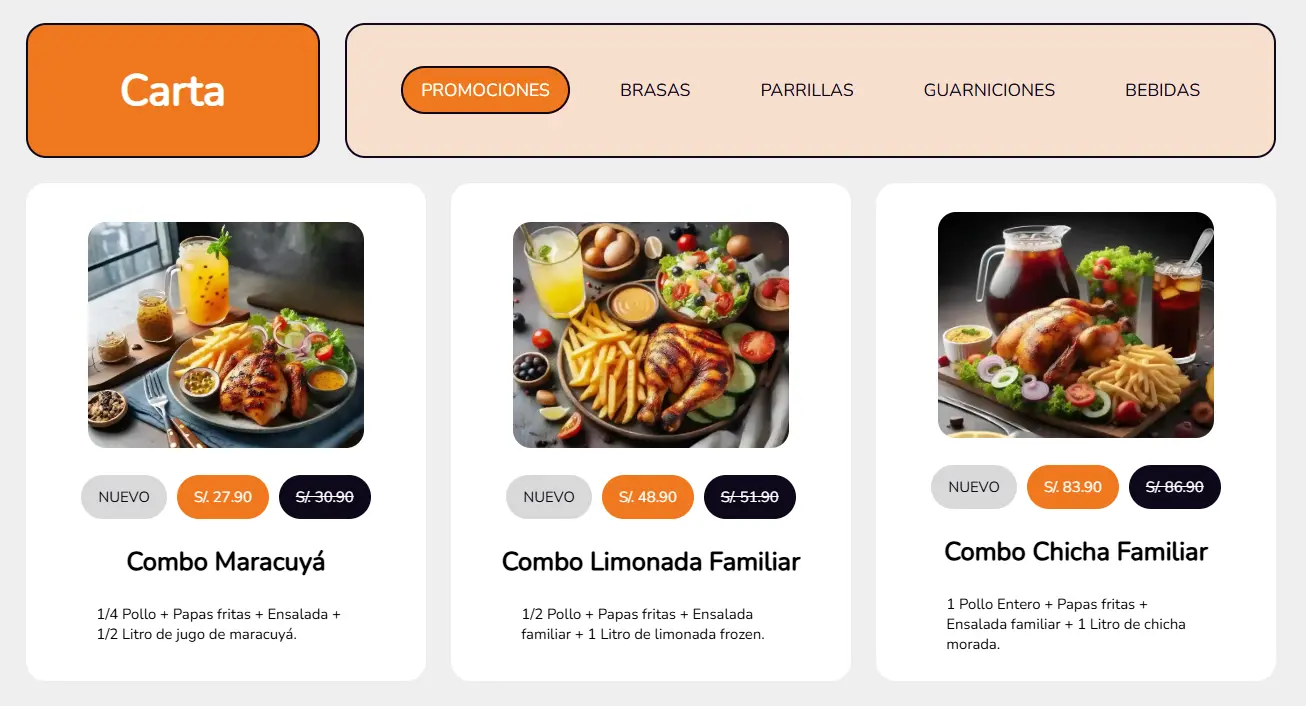 Carta
PROMOCIONES
BRASAS
PARRILLAS
GUARNICIONES
BEBIDAS
NUEVO
S/. 27.90
S/. 30.90
Combo Maracuyá
1/4 Pollo + Papas fritas + Ensalada +
1/2 Litro de jugo de maracuyá.
NUEVO
S/. 48.90
S/. 51.90
Combo Limonada Familiar
1/2 Pollo + Papas fritas + Ensalada
familiar + 1 Litro de limonada frozen.
NUEVO
S/. 83.90
S/. 86.90
Combo Chicha Familiar
1 Pollo Entero + Papas fritas +
Ensalada familiar + 1 Litro de chicha
morada.